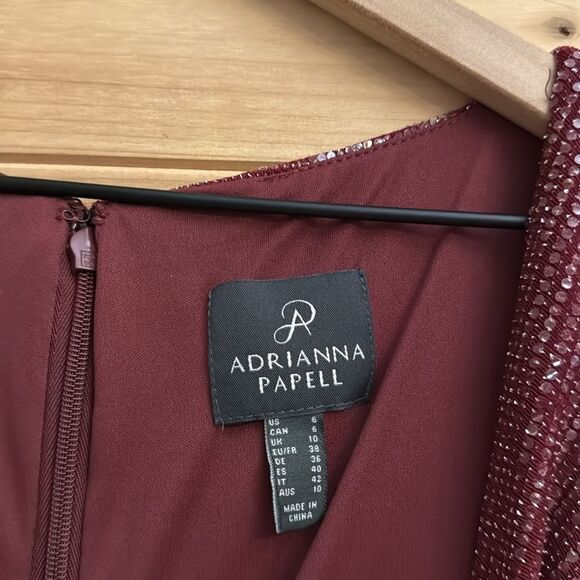 ADRIANNA
PAPELL
US 6
CAN 6
UK 10
EU/FR 38
DE 36
ES 40
IT 42
AUS 10
MADE IN
CHINA